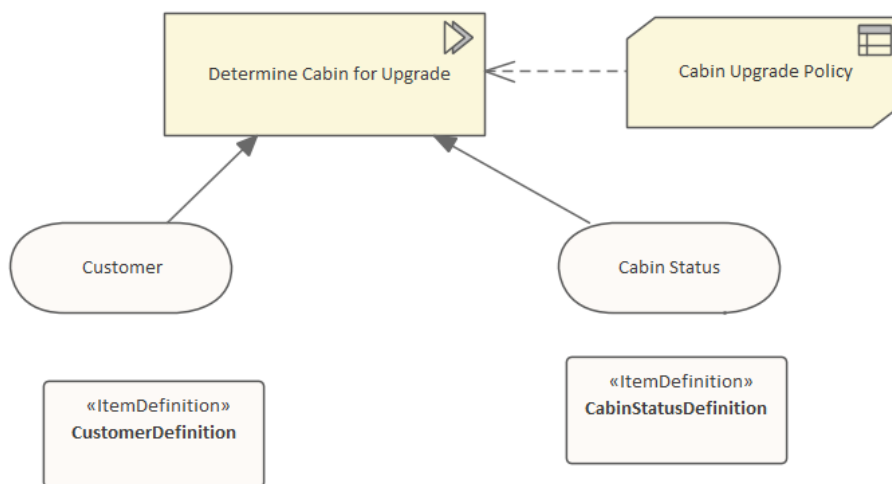 Determine Cabin for Upgrade
Cabin Upgrade Policy
Customer
Cabin Status
«ItemDefinition»
CustomerDefinition
«ItemDefinition»
CabinStatusDefinition